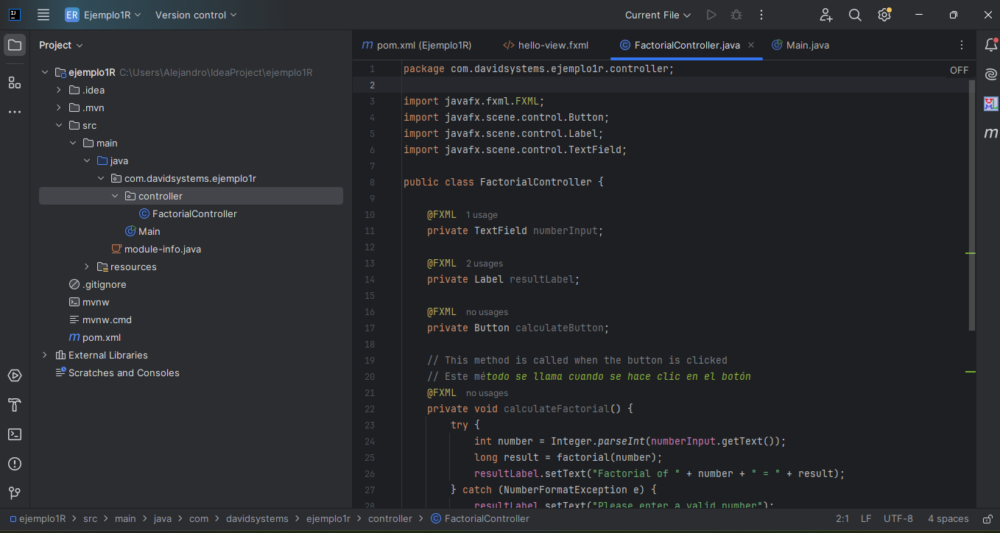 ER Ejemplo1R Version control Current File
Project
pom.xml (Ejemplo1R) hello-view.fxml FactorialController.java Main.java
ejemplo1R C:\Users\Alejandro\IdeaProject\ejemplo1R
.idea
.mvn
src
main
java
com.davidsystems.ejemplo1r
controller
FactorialController
Main
module-info.java
resources
.gitignore
mvnw
mvnw.cmd
pom.xml
External Libraries
Scratches and Consoles
OFF
1 package com.davidsystems.ejemplo1r.controller;
2
3 import javafx.fxml.FXML;
4 import javafx.scene.control.Button;
5 import javafx.scene.control.Label;
6 import javafx.scene.control.TextField;
7
8 public class FactorialController {
9
10 @FXML 1 usage
11 private TextField numberInput;
12
13 @FXML 2 usages
14 private Label resultLabel;
15
16 @FXML no usages
17 private Button calculateButton;
18
19 // This method is called when the button is clicked
20 // Este método se llama cuando se hace clic en el botón
21 @FXML no usages
22 private void calculateFactorial() {
23 try {
24 int number = Integer.parseInt(numberInput.getText());
25 long result = factorial(number);
26 resultLabel.setText("Factorial of " + number + " = " + result);
27 } catch (NumberFormatException e) {
28 resultLabel.setText("Please enter a valid number");
ejemplo1R > src > main > java > com > davidsystems > ejemplo1r > controller > FactorialController 2:1 LF UTF-8 4 spaces